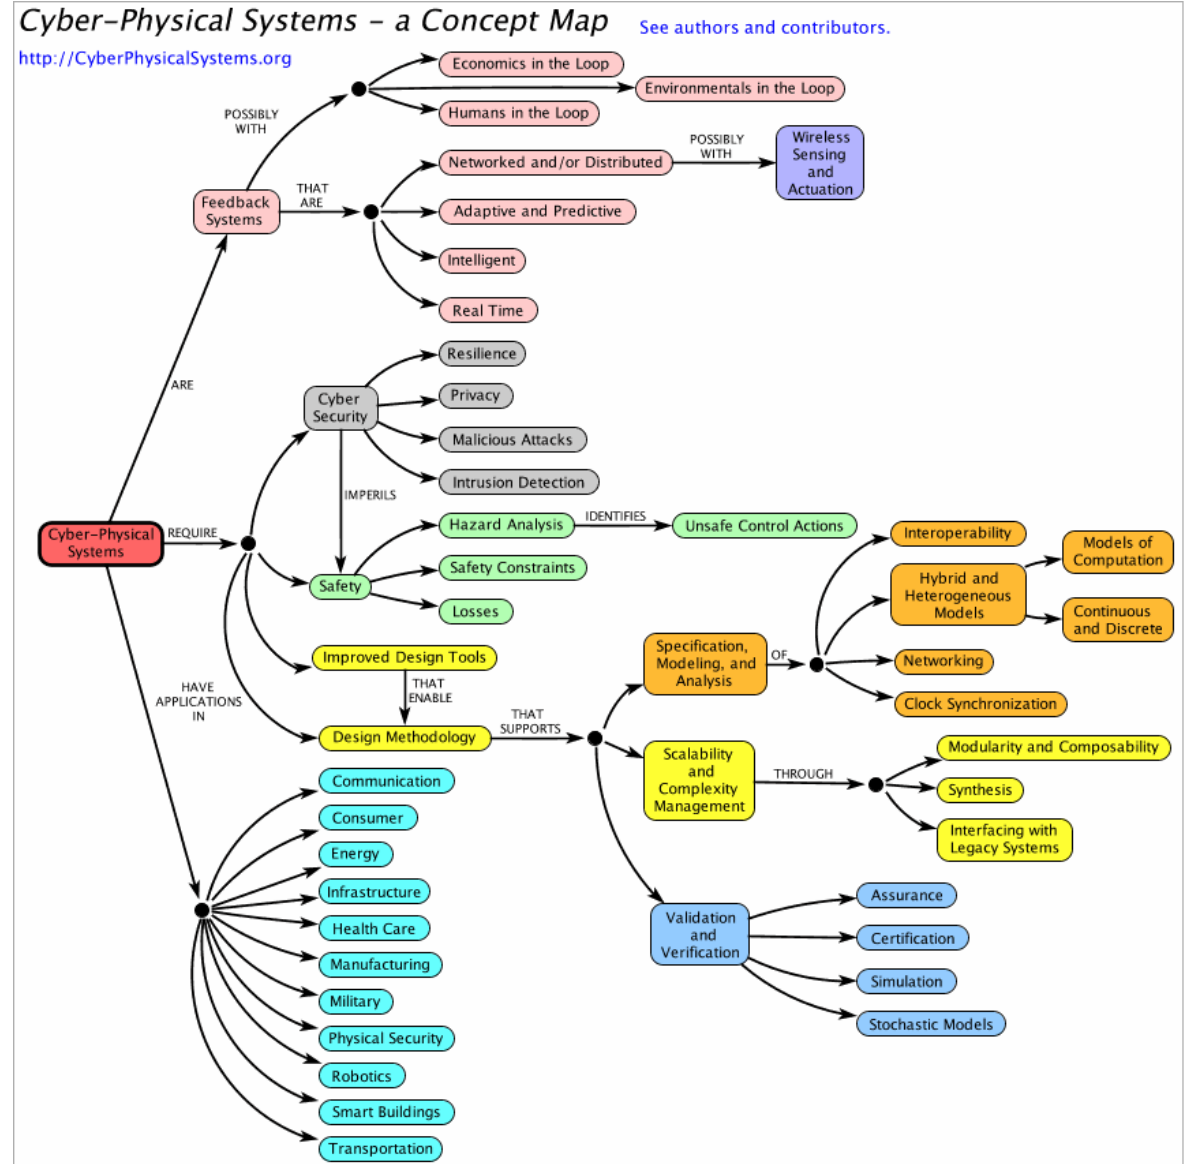 Cyber-Physical Systems - a Concept Map
See authors and contributors.
http://CyberPhysicalSystems.org
Economics in the Loop
Environmentals in the Loop
Humans in the Loop
POSSIBLY
WITH
Networked and/or Distributed
POSSIBLY
WITH
Wireless
Sensing
and
Actuation
Feedback
Systems
THAT
ARE
Adaptive and Predictive
Intelligent
Real Time
ARE
Resilience
Cyber
Security
Privacy
Malicious Attacks
Intrusion Detection
IMPERILS
Cyber-Physical
Systems
REQUIRE
Hazard Analysis
IDENTIFIES
Unsafe Control Actions
Safety
Safety Constraints
Losses
Interoperability
Hybrid and
Heterogeneous
Models
Models of
Computation
Continuous
and Discrete
Improved Design Tools
THAT
ENABLE
Specification,
Modeling, and
Analysis
OF
Networking
Clock Synchronization
HAVE
APPLICATIONS
IN
Design Methodology
THAT
SUPPORTS
Scalability
and
Complexity
Management
THROUGH
Modularity and Composability
Synthesis
Interfacing with
Legacy Systems
Communication
Consumer
Energy
Infrastructure
Health Care
Manufacturing
Military
Physical Security
Robotics
Smart Buildings
Transportation
Validation
and
Verification
Assurance
Certification
Simulation
Stochastic Models